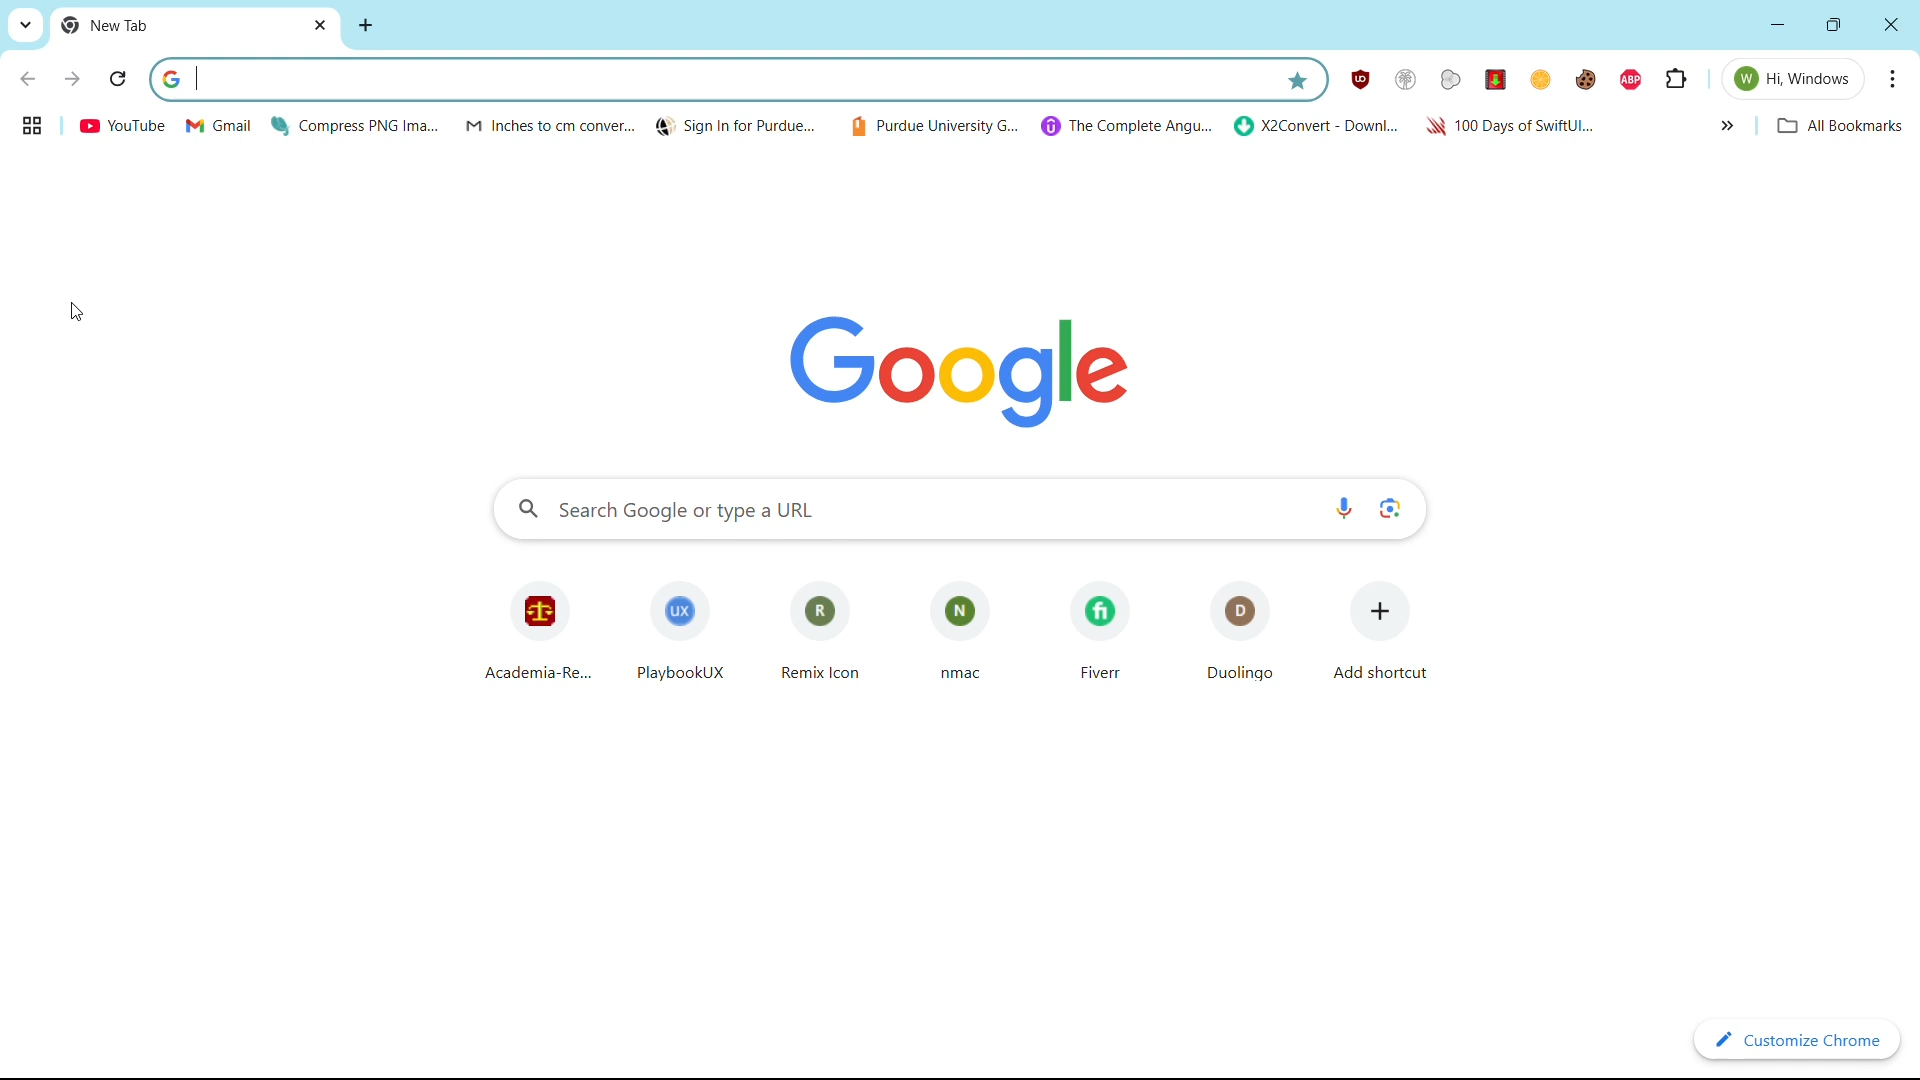 New Tab
Hi, Windows
YouTube Gmail Compress PNG Ima... Inches to cm conver... Sign In for Purdue... Purdue University G... The Complete Angu... X2Convert - Downl... 100 Days of SwiftUI... All Bookmarks
Google
Search Google or type a URL
Academia-Re... PlaybookUX Remix Icon nmac Fiverr Duolingo Add shortcut
Customize Chrome